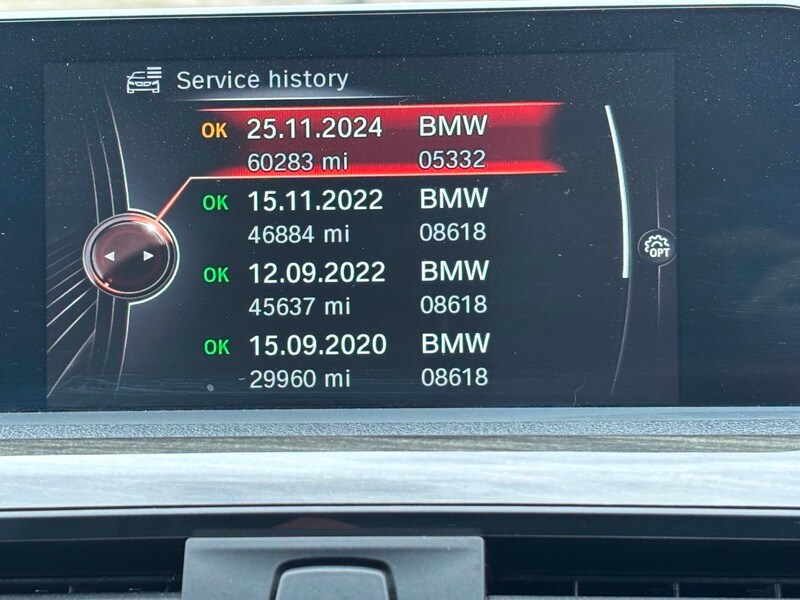 Service history
OK 25.11.2024 BMW
60283 mi 05332
OK 15.11.2022 BMW
46884 mi 08618
OK 12.09.2022 BMW
45637 mi 08618
OK 15.09.2020 BMW
29960 mi 08618
OPT